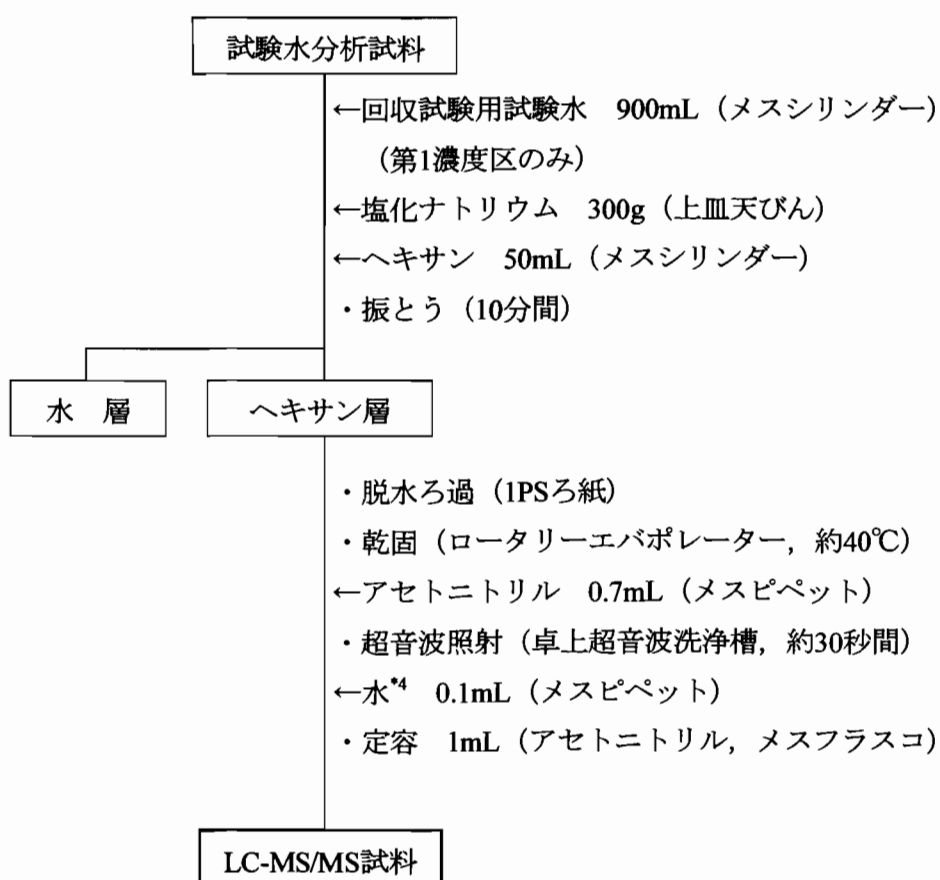 試験水分析試料
←回収試験用試験水 900mL（メスシリンダー）
（第1濃度区のみ）
←塩化ナトリウム 300g（上皿天びん）
←ヘキサン 50mL（メスシリンダー）
・振とう（10分間）
水 層
ヘキサン層
・脱水ろ過（1PSろ紙）
・乾固（ロータリーエバポレーター，約40℃）
←アセトニトリル 0.7mL（メスピペット）
・超音波照射（卓上超音波洗浄槽，約30秒間）
←水*4 0.1mL（メスピペット）
・定容 1mL（アセトニトリル，メスフラスコ）
LC-MS/MS試料